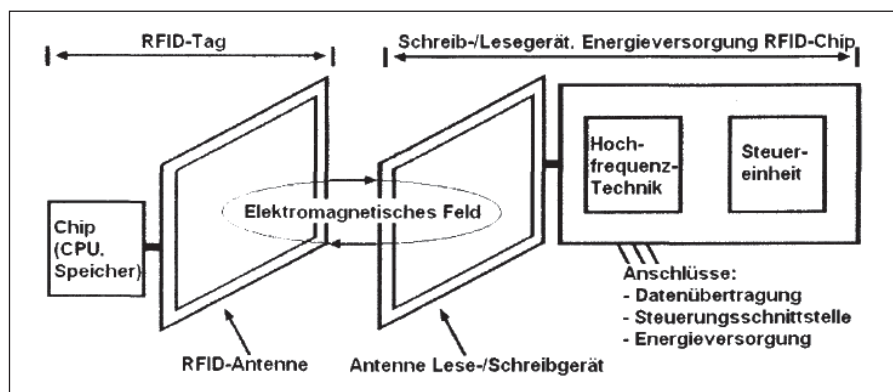 RFID-Tag
Schreib-/Lesegerät, Energieversorgung RFID-Chip
Hoch-
frequenz-
Technik
Steuer-
einheit
Elektromagnetisches Feld
Chip
(CPU,
Speicher)
Anschlüsse:
- Datenübertragung
- Steuerungsschnittstelle
- Energieversorgung
RFID-Antenne
Antenne Lese-/Schreibgerät